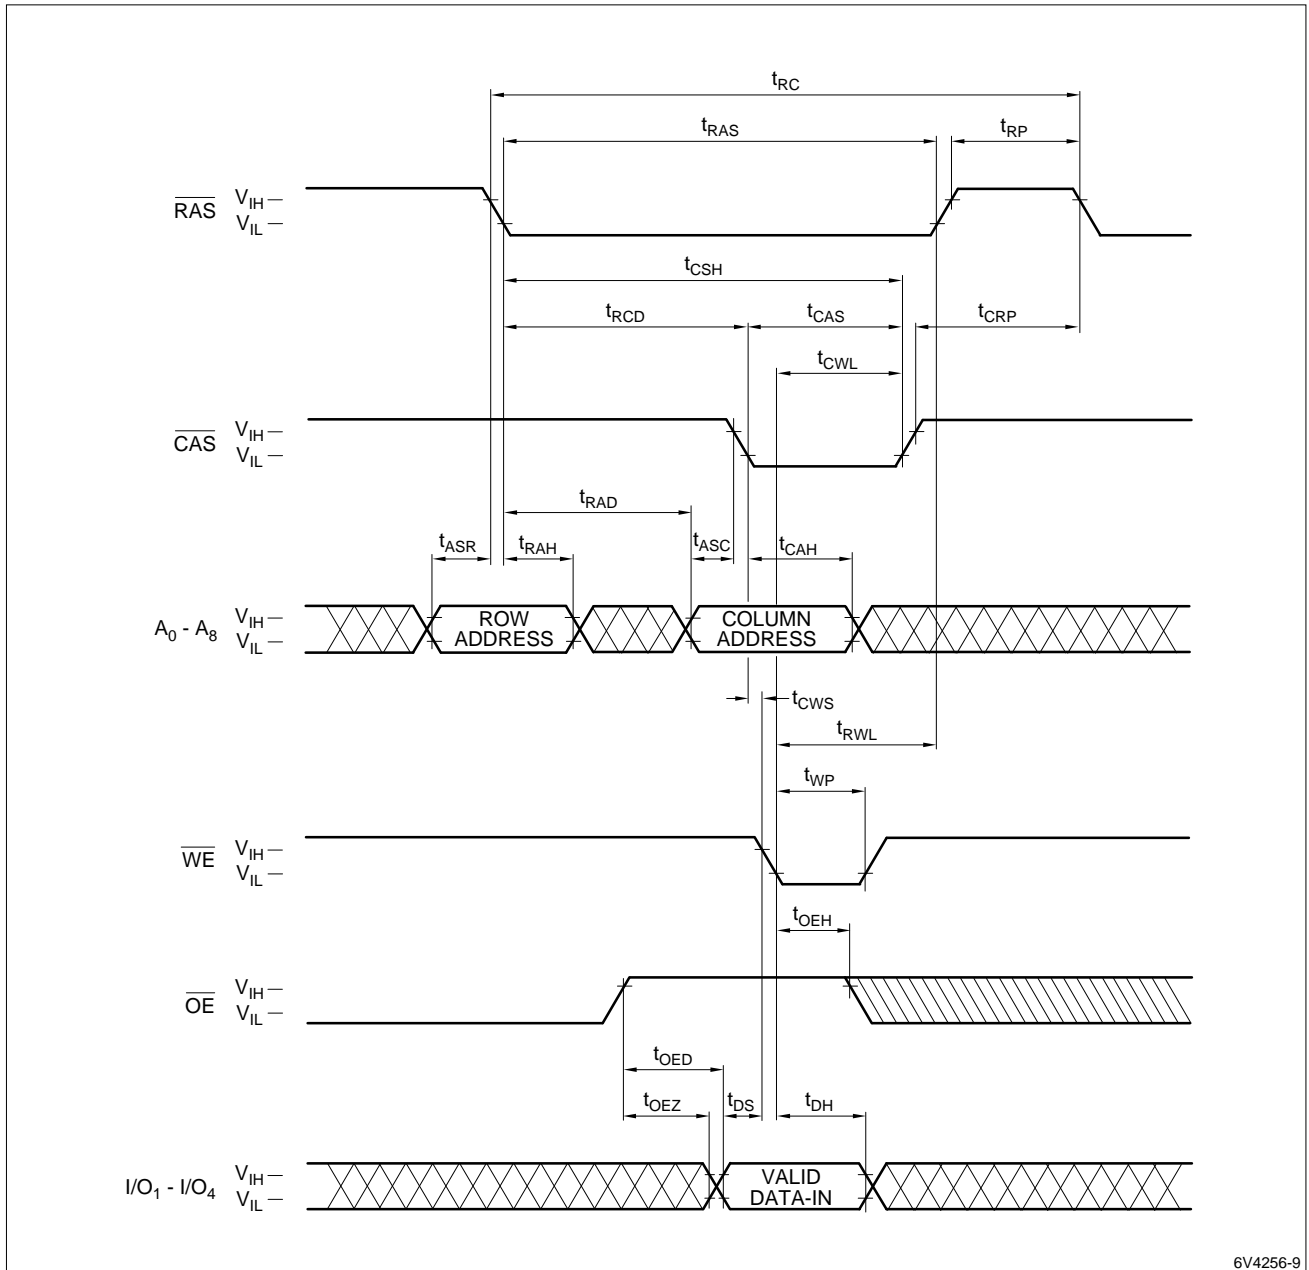 tRC
tRAS
tRP
RAS
VIH
VIL
tCSH
tRCD
tCAS
tCRP
tCWL
CAS
VIH
VIL
tRAD
tASR
tRAH
tASC
tCAH
A0 - A8
VIH
VIL
ROW
ADDRESS
COLUMN
ADDRESS
tCWS
tRWL
tWP
WE
VIH
VIL
tOEH
OE
VIH
VIL
tOED
tOEZ
tDS
tDH
I/O1 - I/O4
VIH
VIL
VALID
DATA-IN
6V4256-9